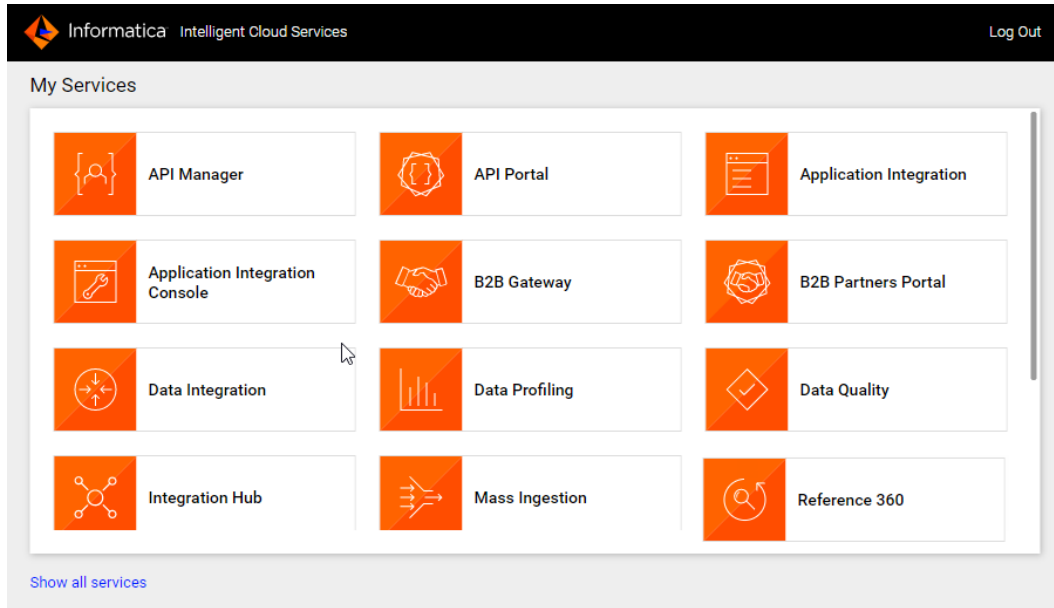 Informatica Intelligent Cloud Services
Log Out
My Services
API Manager
API Portal
Application Integration
Application Integration
Console
B2B Gateway
B2B Partners Portal
Data Integration
Data Profiling
Data Quality
Integration Hub
Mass Ingestion
Reference 360
Show all services